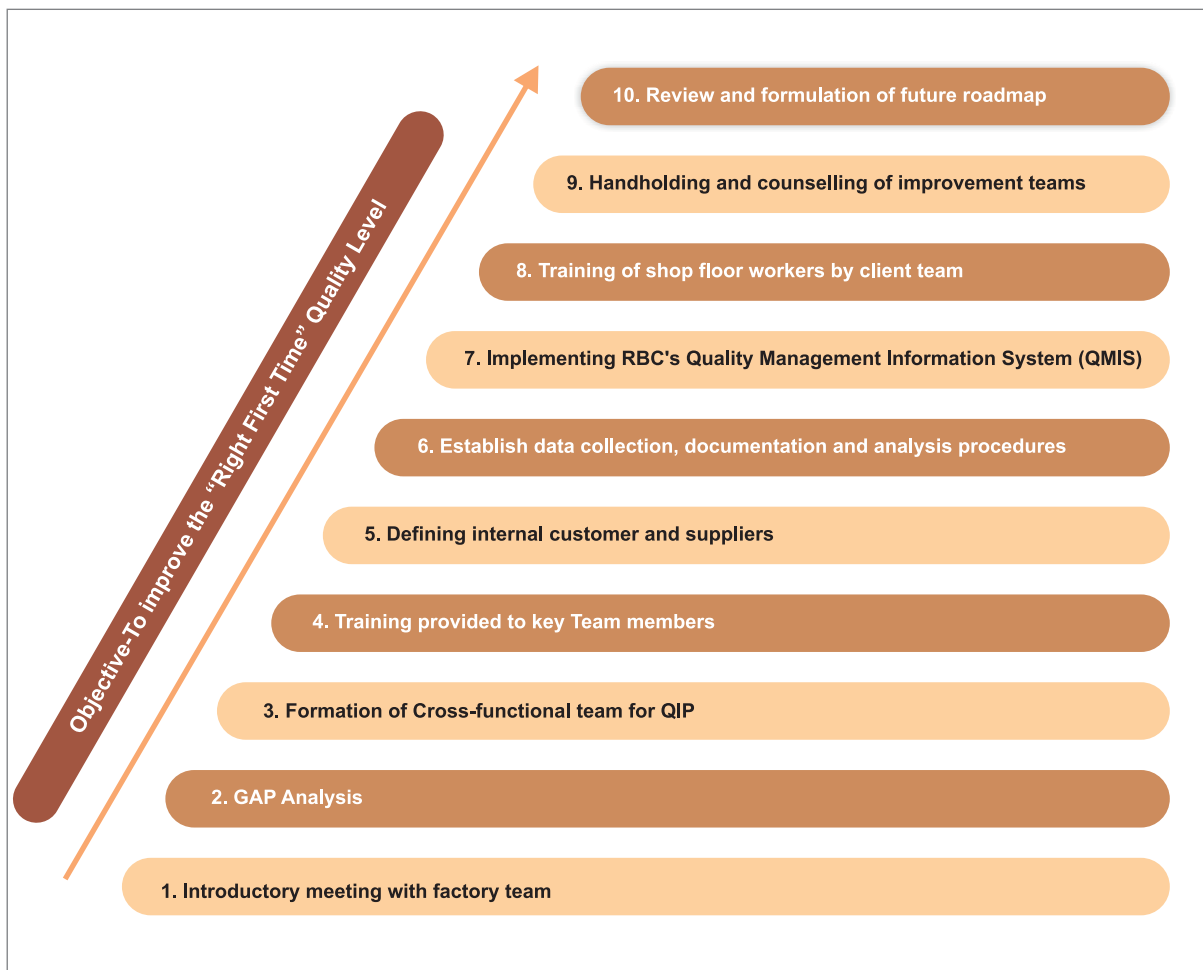 10. Review and formulation of future roadmap
9. Handholding and counselling of improvement teams
8. Training of shop floor workers by client team
7. Implementing RBC's Quality Management Information System (QMIS)
6. Establish data collection, documentation and analysis procedures
5. Defining internal customer and suppliers
4. Training provided to key Team members
3. Formation of Cross-functional team for QIP
2. GAP Analysis
1. Introductory meeting with factory team
Objective-To improve the “Right First Time” Quality Level